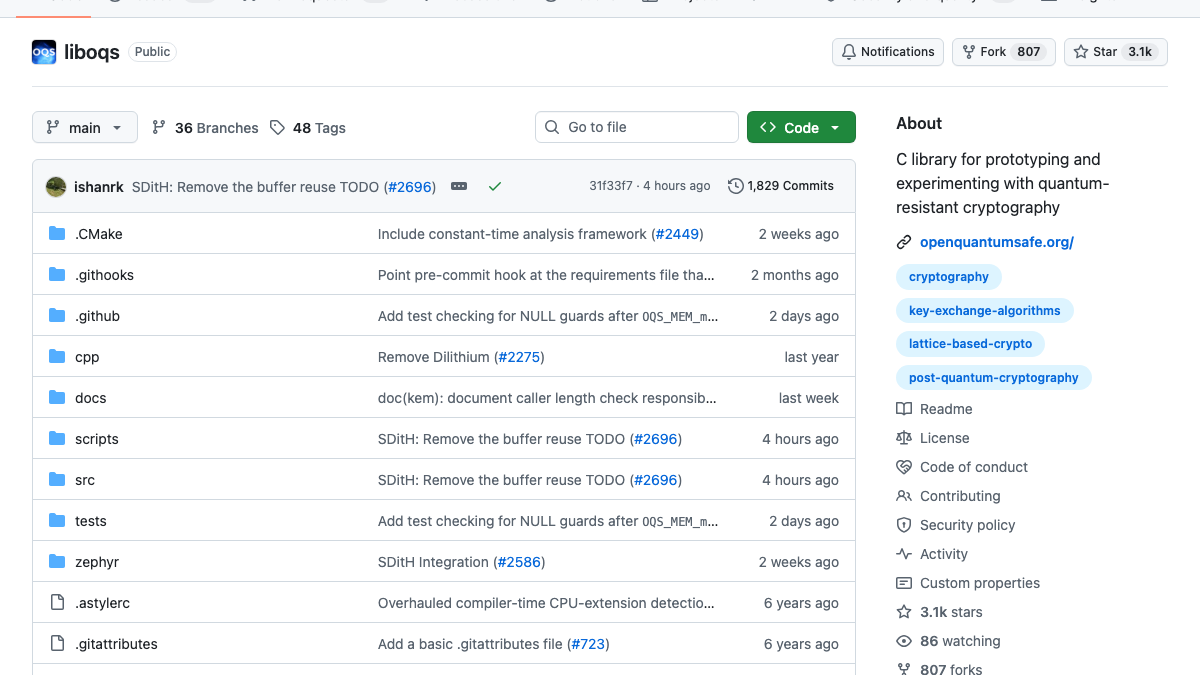 liboqs Public Notifications Fork 807 Star 3.1k
main 36 Branches 48 Tags Go to file Code
ishanrk SDitH: Remove the buffer reuse TODO (#2696) 31f33f7 · 4 hours ago 1,829 Commits
.CMake Include constant-time analysis framework (#2449) 2 weeks ago
.githooks Point pre-commit hook at the requirements file tha... 2 months ago
.github Add test checking for NULL guards after OQS_MEM_m... 2 days ago
cpp Remove Dilithium (#2275) last year
docs doc(kem): document caller length check responsib... last week
scripts SDitH: Remove the buffer reuse TODO (#2696) 4 hours ago
src SDitH: Remove the buffer reuse TODO (#2696) 4 hours ago
tests Add test checking for NULL guards after OQS_MEM_m... 2 days ago
zephyr SDitH Integration (#2586) 2 weeks ago
.astylerc Overhauled compiler-time CPU-extension detectio... 6 years ago
.gitattributes Add a basic .gitattributes file (#723) 6 years ago
About
C library for prototyping and
experimenting with quantum-
resistant cryptography
openquantumsafe.org/
cryptography
key-exchange-algorithms
lattice-based-crypto
post-quantum-cryptography
Readme
License
Code of conduct
Contributing
Security policy
Activity
Custom properties
3.1k stars
86 watching
807 forks